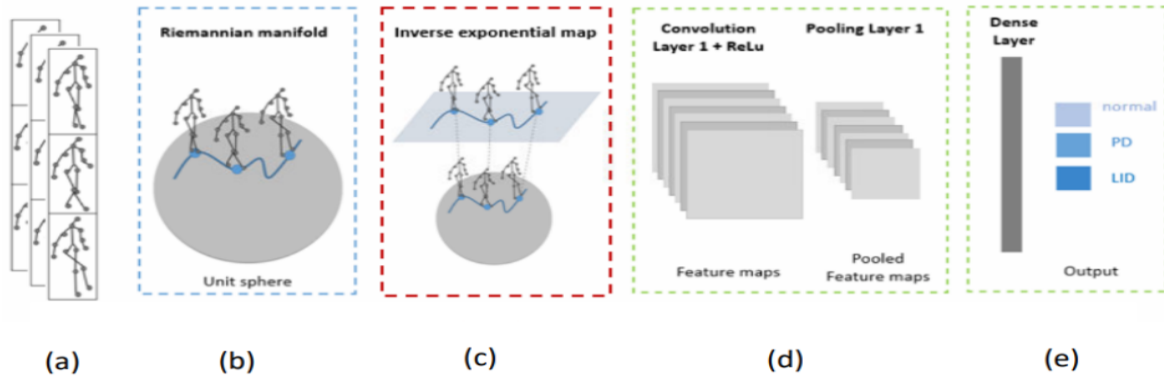 Riemannian manifold
Unit sphere
Inverse exponential map
Convolution
Layer 1 + ReLu
Pooling Layer 1
Feature maps
Pooled
Feature maps
Dense
Layer
normal
PD
LID
Output
(a)
(b)
(c)
(d)
(e)